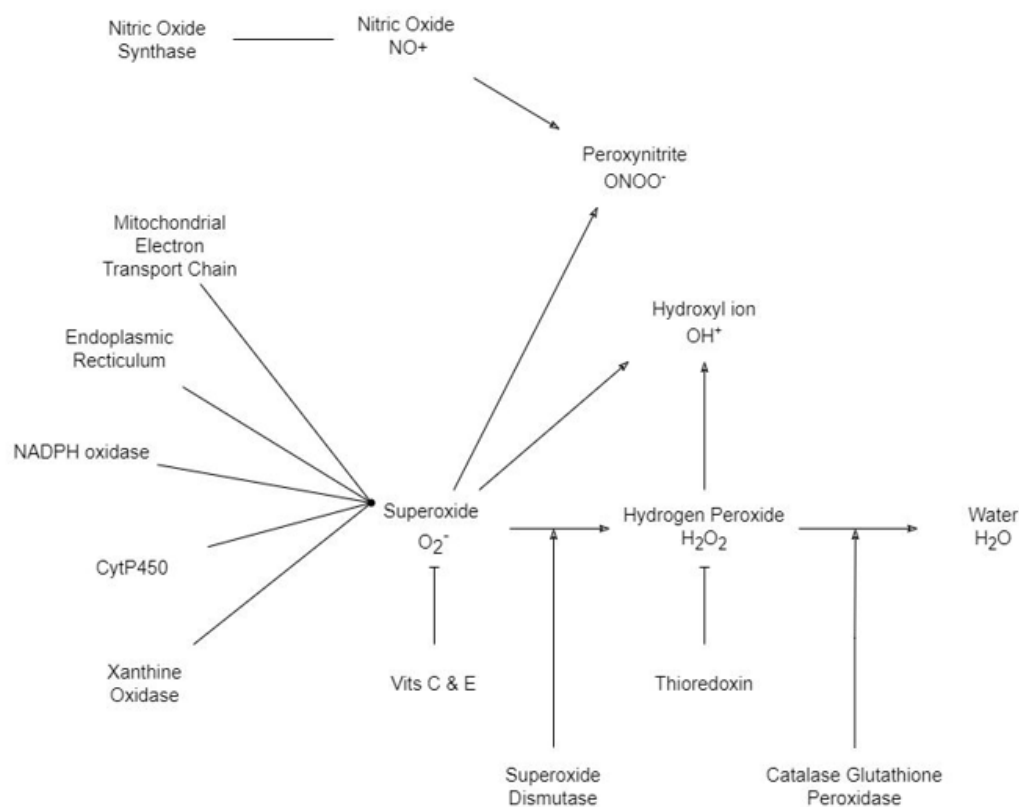 Nitric Oxide
Synthase
Nitric Oxide
NO+
Peroxynitrite
ONOO⁻
Mitochondrial
Electron
Transport Chain
Hydroxyl ion
OH⁺
Endoplasmic
Recticulum
NADPH oxidase
Superoxide
O₂⁻
Hydrogen Peroxide
H₂O₂
Water
H₂O
CytP450
Xanthine
Oxidase
Vits C & E
Thioredoxin
Superoxide
Dismutase
Catalase Glutathione
Peroxidase